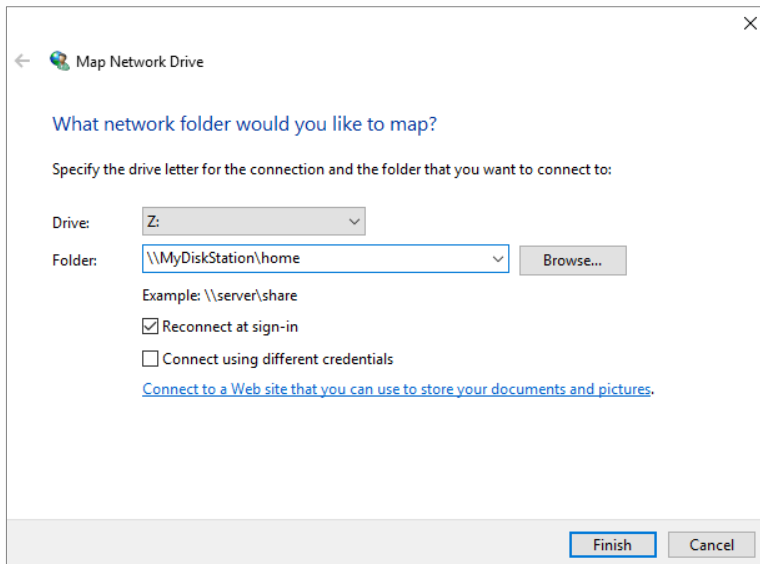 Map Network Drive
What network folder would you like to map?
Specify the drive letter for the connection and the folder that you want to connect to:
Drive: Z:
Folder: \\MyDiskStation\home Browse...
Example: \\server\share
Reconnect at sign-in
Connect using different credentials
Connect to a Web site that you can use to store your documents and pictures.
Finish Cancel